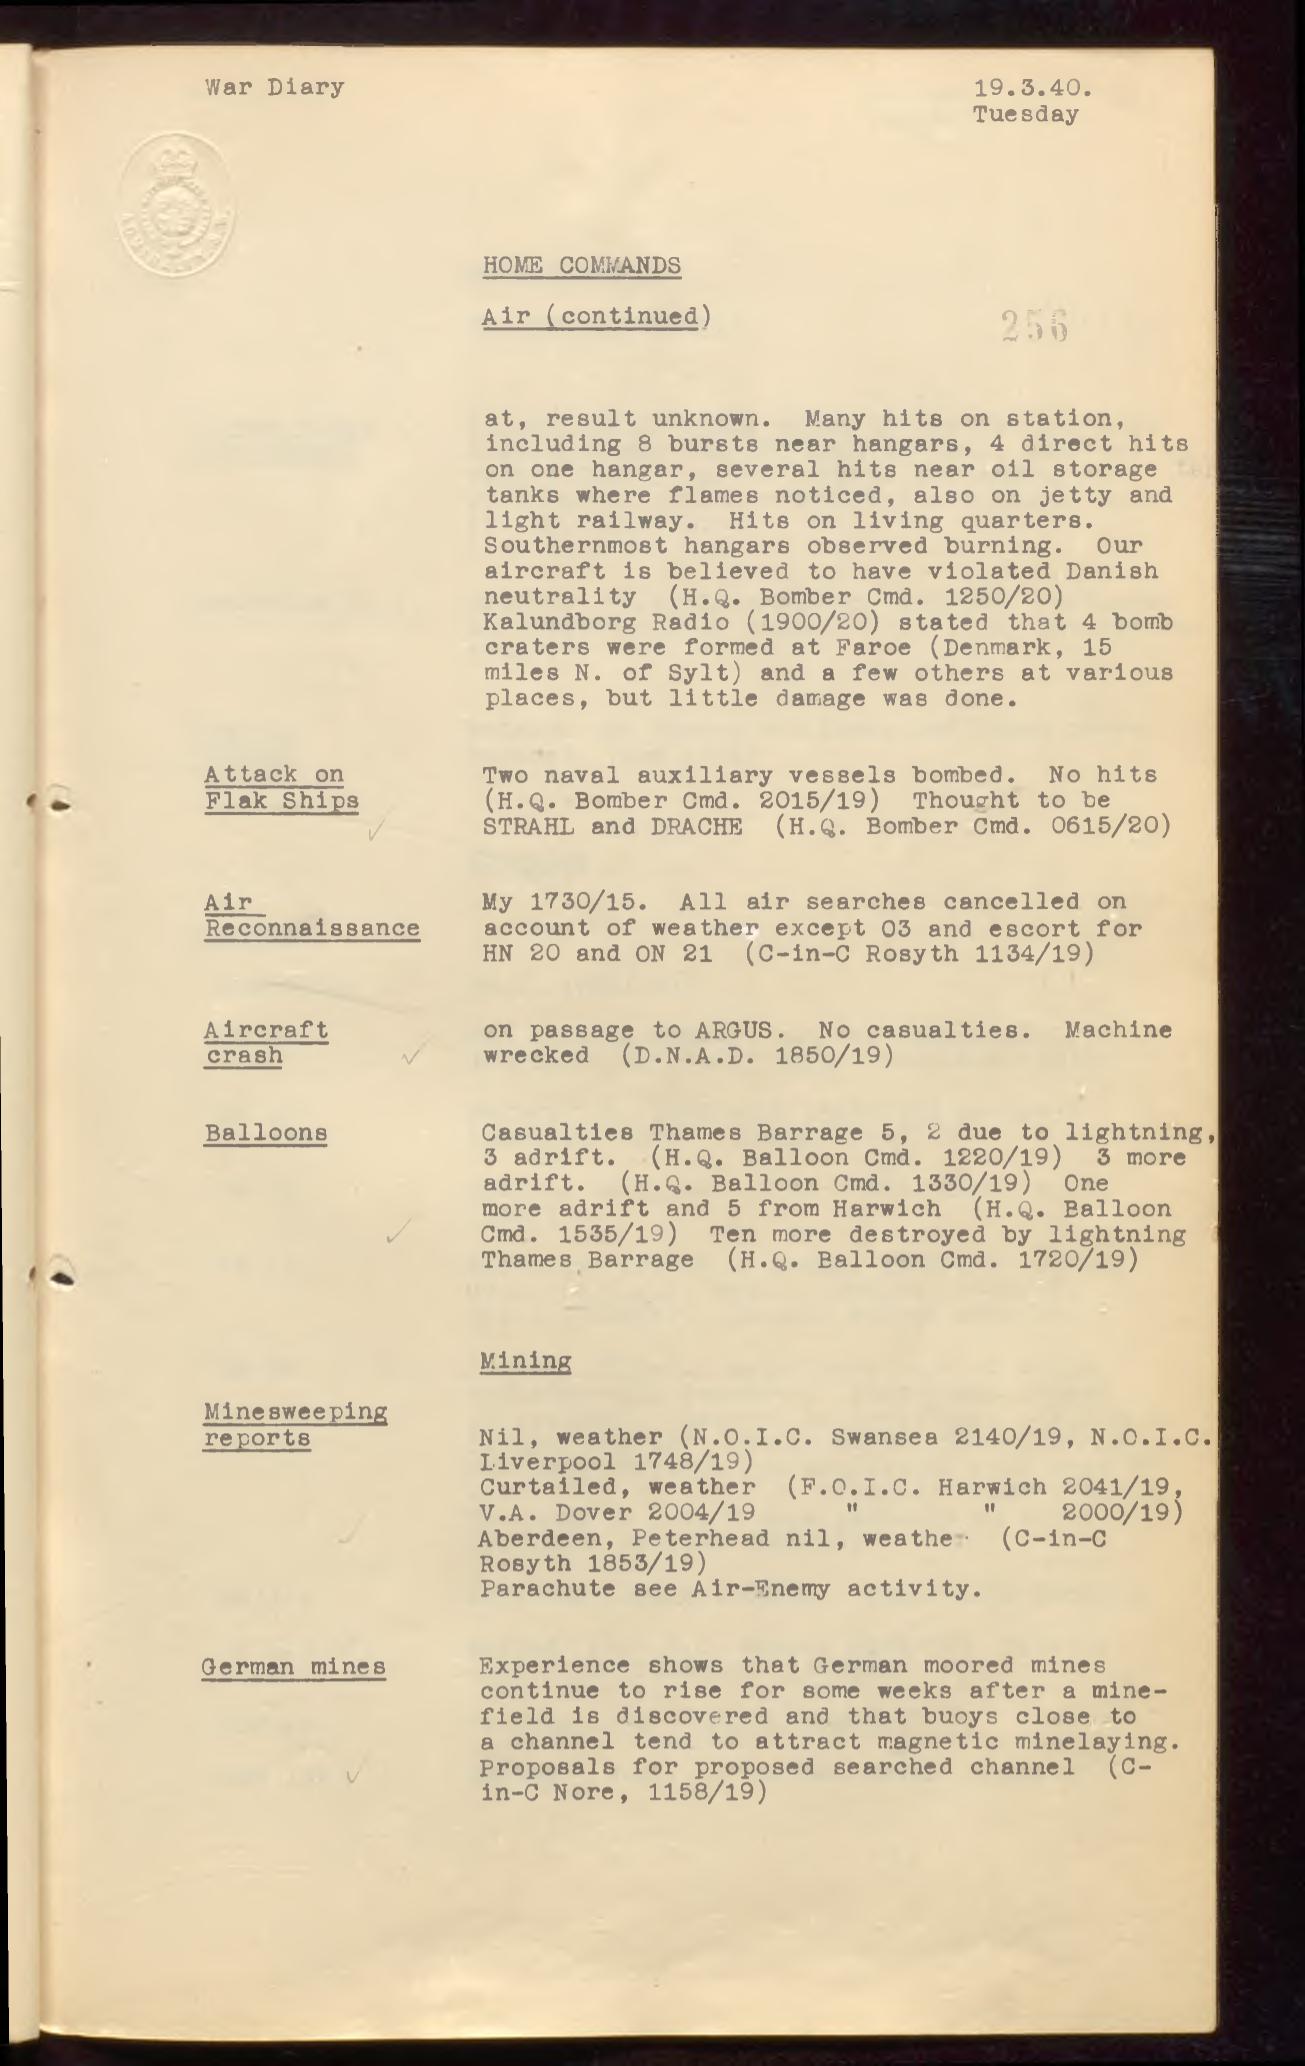 War Diary
19.3.40.
Tuesday
HOME COMMANDS
Air (continued)
256
at, result unknown. Many hits on station,
including 8 bursts near hangars, 4 direct hits
on one hangar, several hits near oil storage
tanks where flames noticed, also on jetty and
light railway. Hits on living quarters.
Southernmost hangars observed burning. Our
aircraft is believed to have violated Danish
neutrality (H.Q. Bomber Cmd. 1250/20)
Kalundborg Radio (1900/20) stated that 4 bomb
craters were formed at Faroe (Denmark, 15
miles N. of Sylt) and a few others at various
places, but little damage was done.
Attack on
Flak Ships
Two naval auxiliary vessels bombed. No hits
(H.Q. Bomber Cmd. 2015/19) Thought to be
STRAHL and DRACHE (H.Q. Bomber Cmd. 0615/20)
Air
Reconnaissance
My 1730/15. All air searches cancelled on
account of weather except 03 and escort for
HN 20 and ON 21 (C-in-C Rosyth 1134/19)
Aircraft
crash
on passage to ARGUS. No casualties. Machine
wrecked (D.N.A.D. 1850/19)
Balloons
Casualties Thames Barrage 5, 2 due to lightning,
3 adrift. (H.Q. Balloon Cmd. 1220/19) 3 more
adrift. (H.Q. Balloon Cmd. 1330/19) One
more adrift and 5 from Harwich (H.Q. Balloon
Cmd. 1535/19) Ten more destroyed by lightning
Thames Barrage (H.Q. Balloon Cmd. 1720/19)
Mining
Minesweeping
reports
Nil, weather (N.O.I.C. Swansea 2140/19, N.O.I.C.
Liverpool 1748/19)
Curtailed, weather (F.O.I.C. Harwich 2041/19,
V.A. Dover 2004/19 " " 2000/19)
Aberdeen, Peterhead nil, weathe (C-in-C
Rosyth 1853/19)
Parachute see Air-Enemy activity.
German mines
Experience shows that German moored mines
continue to rise for some weeks after a mine-
field is discovered and that buoys close to
a channel tend to attract magnetic minelaying.
Proposals for proposed searched channel (C-
in-C Nore, 1158/19)